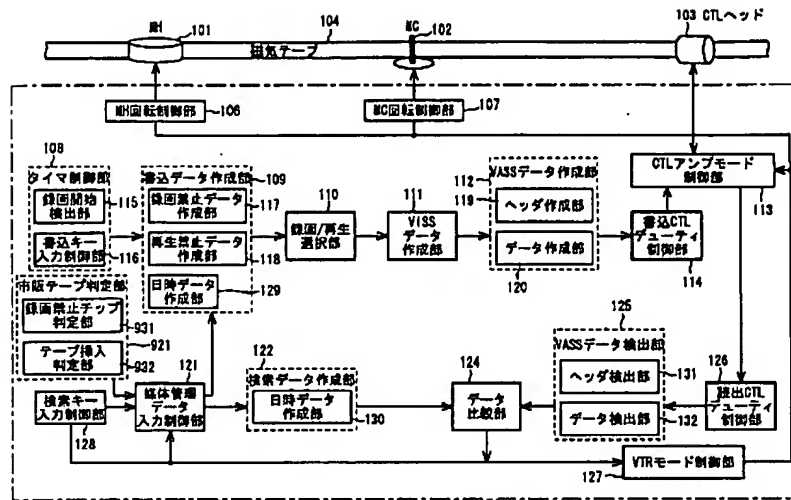 MH
101
104
MC
102
103 CTLヘッド
磁気テープ
MH回転制御部
106
MC回転制御部
107
108
タイマ制御部
録画開始
検出部
115
書込キー
入力制御部
116
書込データ作成部
109
録画禁止データ
作成部
117
再生禁止データ
作成部
118
日時データ
作成部
129
110
録画/再生
選択部
111
VISS
データ
作成部
VASSデータ作成部
112
119
ヘッダ作成部
データ作成部
120
CTLアンプモード
制御部
113
書込CTL
デューティ
制御部
114
市販テープ判定部
録画禁止チップ
判定部
931
921
テープ挿入
判定部
932
検索キー
入力制御部
128
121
媒体管理
データ
入力制御部
122
検索データ作成部
日時データ
作成部
130
124
データ
比較部
125
VASSデータ検出部
ヘッダ検出部
131
データ検出部
132
126
検出CTL
デューティ
制御部
VTRモード制御部
127